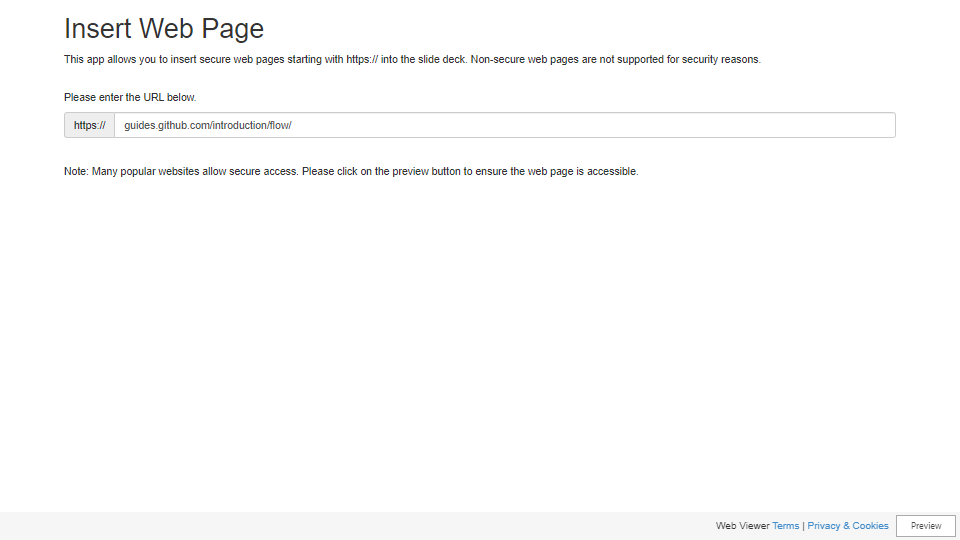 Insert Web Page
This app allows you to insert secure web pages starting with https:// into the slide deck. Non-secure web pages are not supported for security reasons.
Please enter the URL below.
https:// guides.github.com/introduction/flow/
Note: Many popular websites allow secure access. Please click on the preview button to ensure the web page is accessible.
Web Viewer Terms | Privacy & Cookies Preview